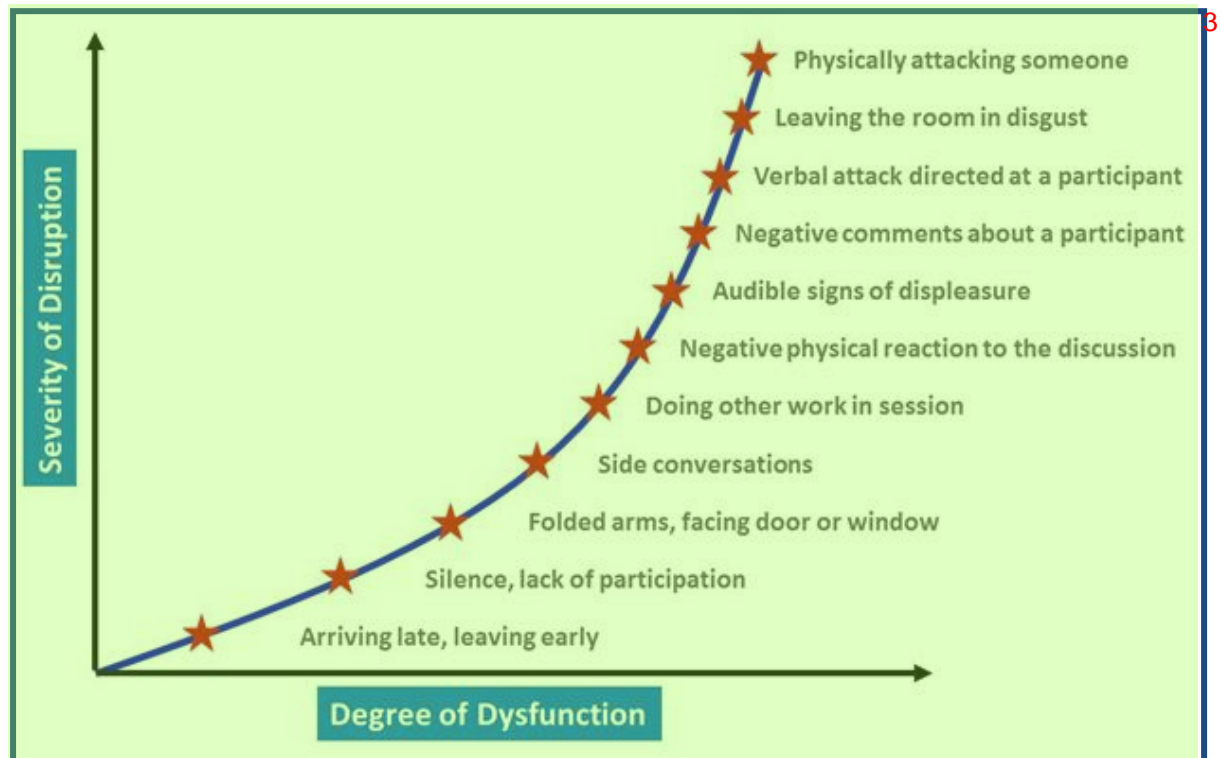 3
Physically attacking someone
Leaving the room in disgust
Verbal attack directed at a participant
Negative comments about a participant
Audible signs of displeasure
Negative physical reaction to the discussion
Doing other work in session
Side conversations
Folded arms, facing door or window
Silence, lack of participation
Arriving late, leaving early
Severity of Disruption
Degree of Dysfunction